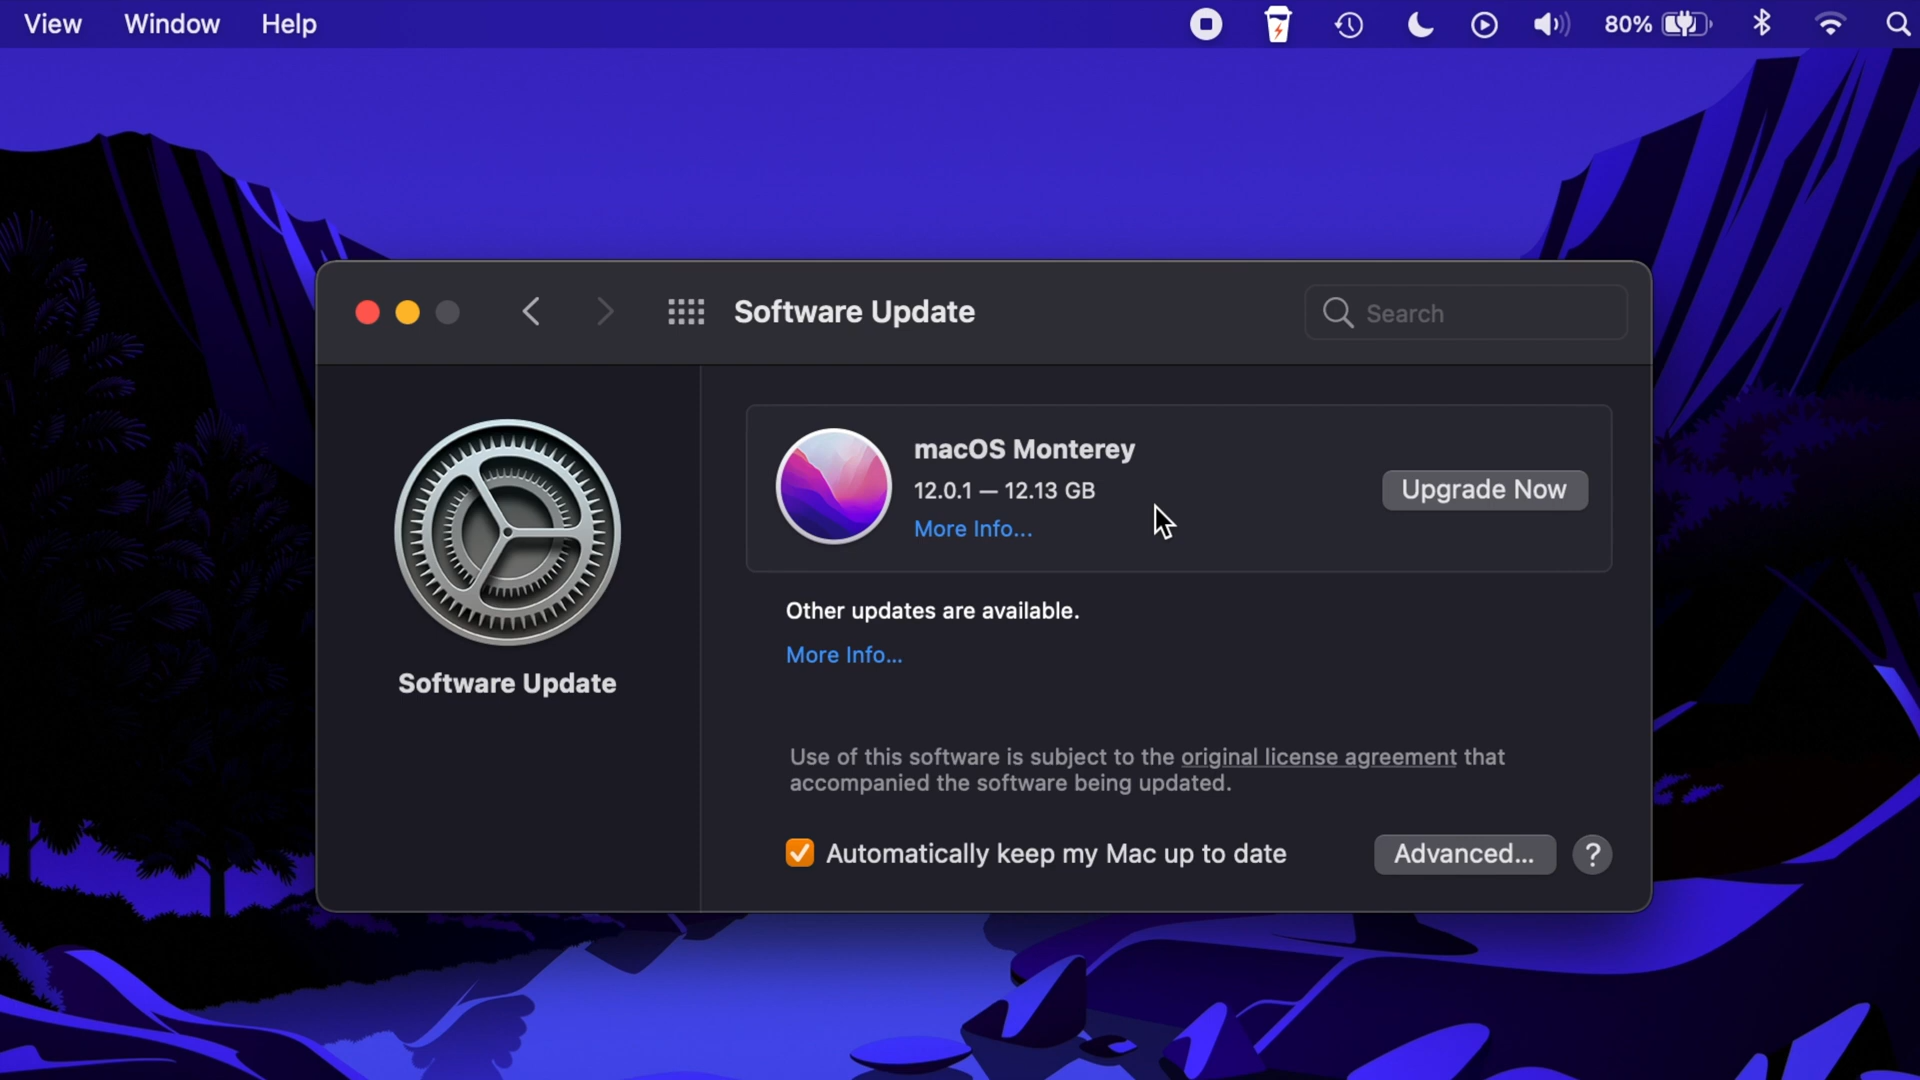 View Window Help 80%
Software Update
Search
macOS Monterey
12.0.1 — 12.13 GB
More Info...
Upgrade Now
Other updates are available.
More Info...
Software Update
Use of this software is subject to the original license agreement that
accompanied the software being updated.
Automatically keep my Mac up to date
Advanced...
?